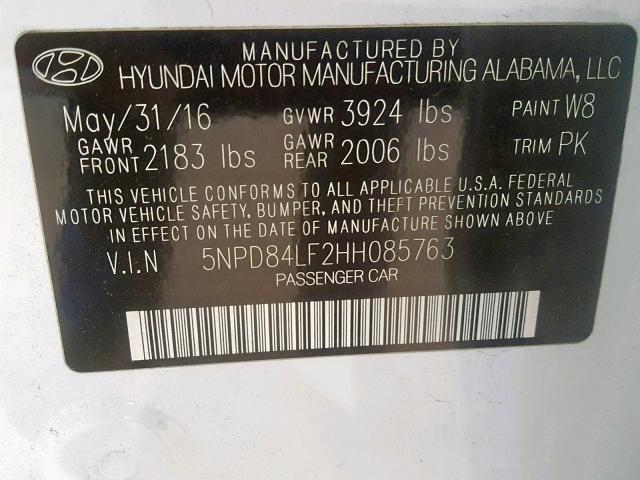 MANUFACTURED BY
HYUNDAI MOTOR MANUFACTURING ALABAMA, LLC
May/31/16 GVWR 3924 lbs PAINT W8
GAWR FRONT 2183 lbs GAWR REAR 2006 lbs TRIM PK
THIS VEHICLE CONFORMS TO ALL APPLICABLE U.S.A. FEDERAL
MOTOR VEHICLE SAFETY, BUMPER, AND THEFT PREVENTION STANDARDS
IN EFFECT ON THE DATE OF MANUFACTURE SHOWN ABOVE
V.I.N 5NPD84LF2HH085763
PASSENGER CAR